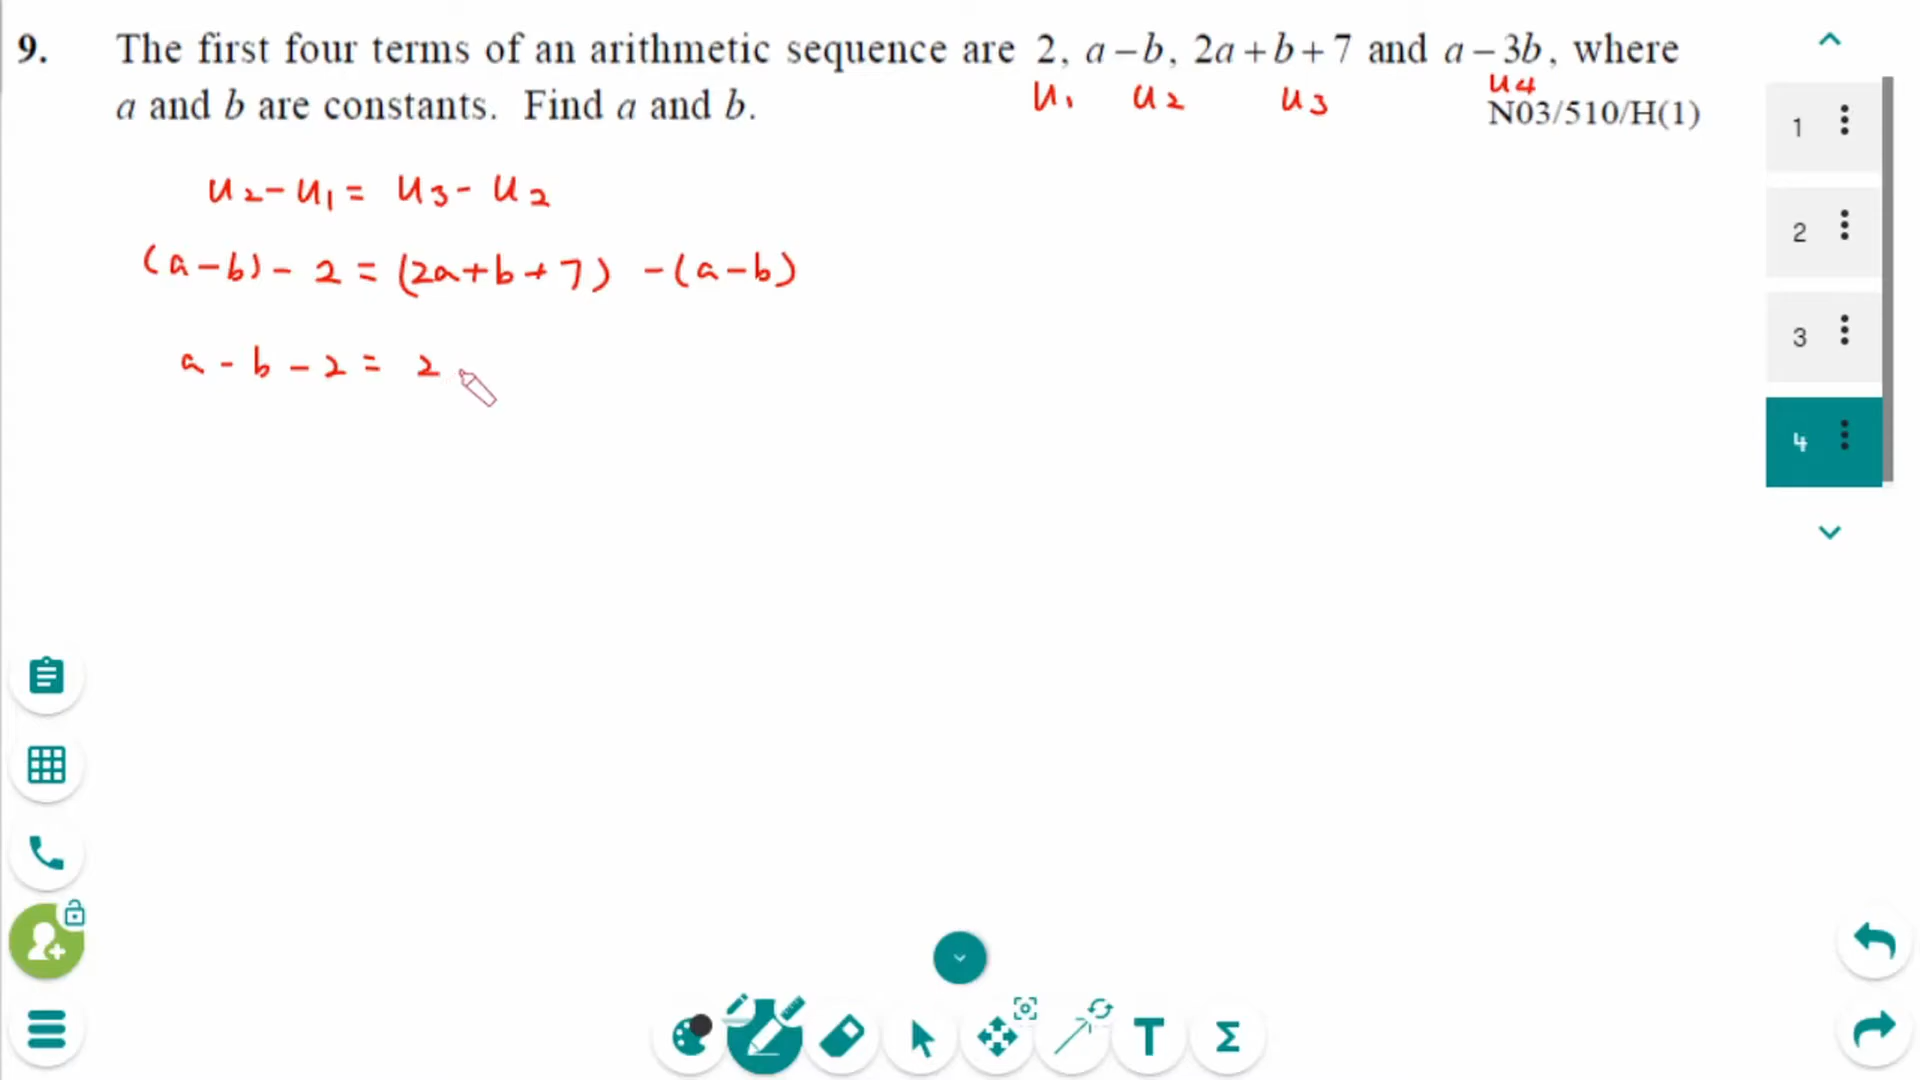 9. The first four terms of an arithmetic sequence are 2, a−b, 2a+b+7 and a−3b, where
u₁ u₂ u₃ u₄
a and b are constants. Find a and b.
N03/510/H(1)
u₂−u₁ = u₃−u₂
(a−b)−2 = (2a+b+7) −(a−b)
a−b−2 = 2
1
2
3
4
T
Σ